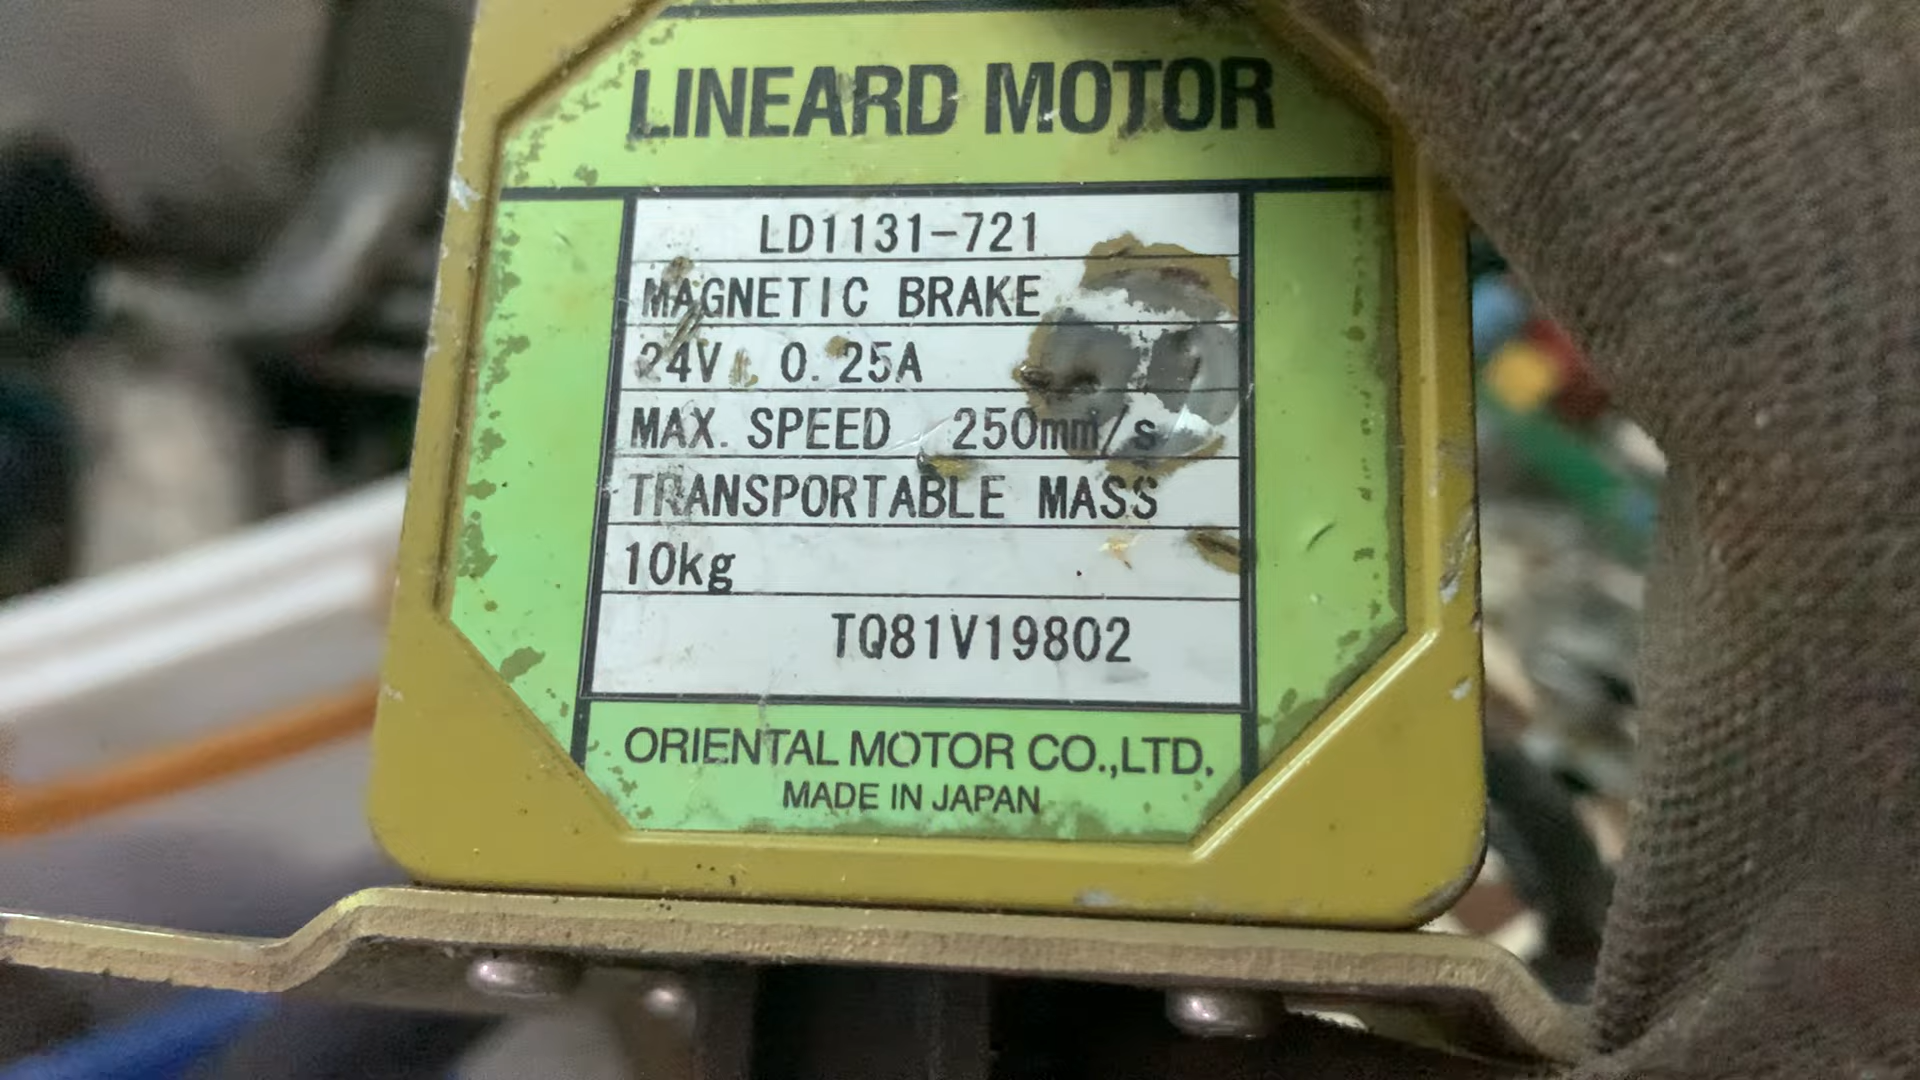 LINEARD MOTOR
LD1131-721
MAGNETIC BRAKE
24V 0.25A
MAX. SPEED 250mm/s
TRANSPORTABLE MASS
10kg
TQ81V19802
ORIENTAL MOTOR CO.,LTD.
MADE IN JAPAN